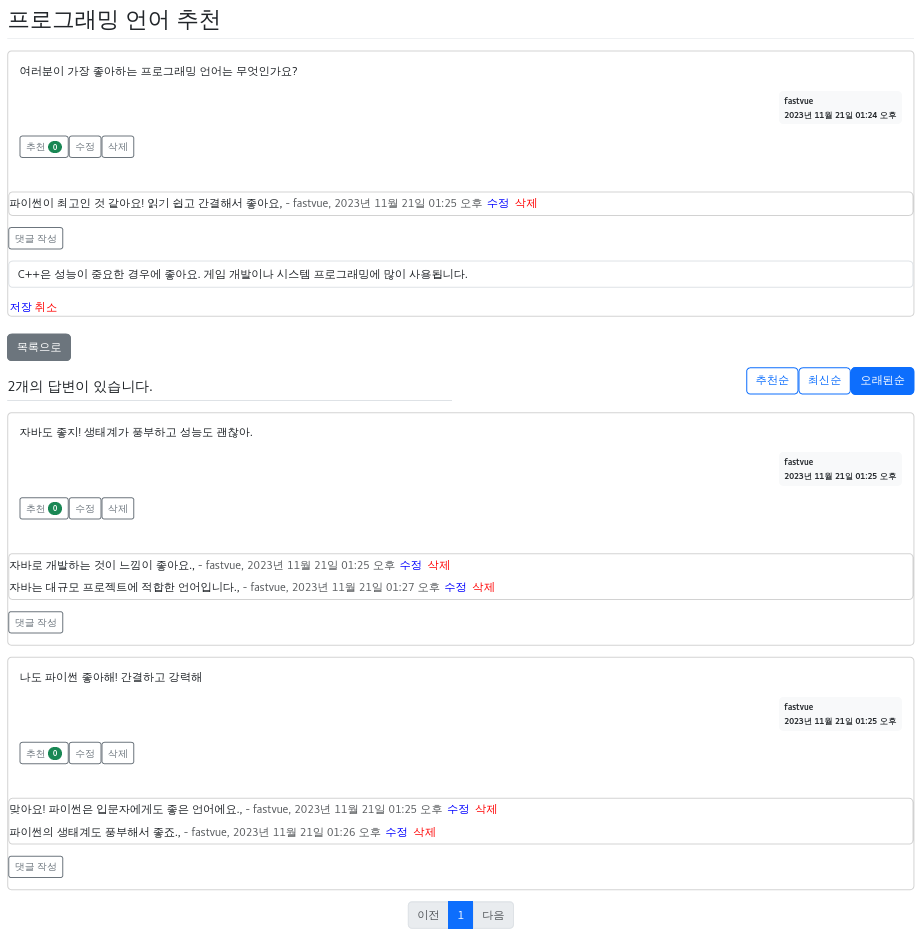 프로그래밍 언어 추천
여러분이 가장 좋아하는 프로그래밍 언어는 무엇인가요?
fastvue
2023년 11월 21일 01:24 오후
추천 0 수정 삭제
파이썬이 최고인 것 같아요! 읽기 쉽고 간결해서 좋아요, - fastvue, 2023년 11월 21일 01:25 오후 수정 삭제
댓글 작성
C++은 성능이 중요한 경우에 좋아요. 게임 개발이나 시스템 프로그래밍에 많이 사용됩니다.
저장 취소
목록으로
2개의 답변이 있습니다.
추천순 최신순 오래된순
자바도 좋지! 생태계가 풍부하고 성능도 괜찮아.
fastvue
2023년 11월 21일 01:25 오후
추천 0 수정 삭제
자바로 개발하는 것이 느낌이 좋아요., - fastvue, 2023년 11월 21일 01:25 오후 수정 삭제
자바는 대규모 프로젝트에 적합한 언어입니다., - fastvue, 2023년 11월 21일 01:27 오후 수정 삭제
댓글 작성
나도 파이썬 좋아해! 간결하고 강력해
fastvue
2023년 11월 21일 01:25 오후
추천 0 수정 삭제
맞아요! 파이썬은 입문자에게도 좋은 언어에요., - fastvue, 2023년 11월 21일 01:25 오후 수정 삭제
파이썬의 생태계도 풍부해서 좋죠., - fastvue, 2023년 11월 21일 01:26 오후 수정 삭제
댓글 작성
이전 1 다음